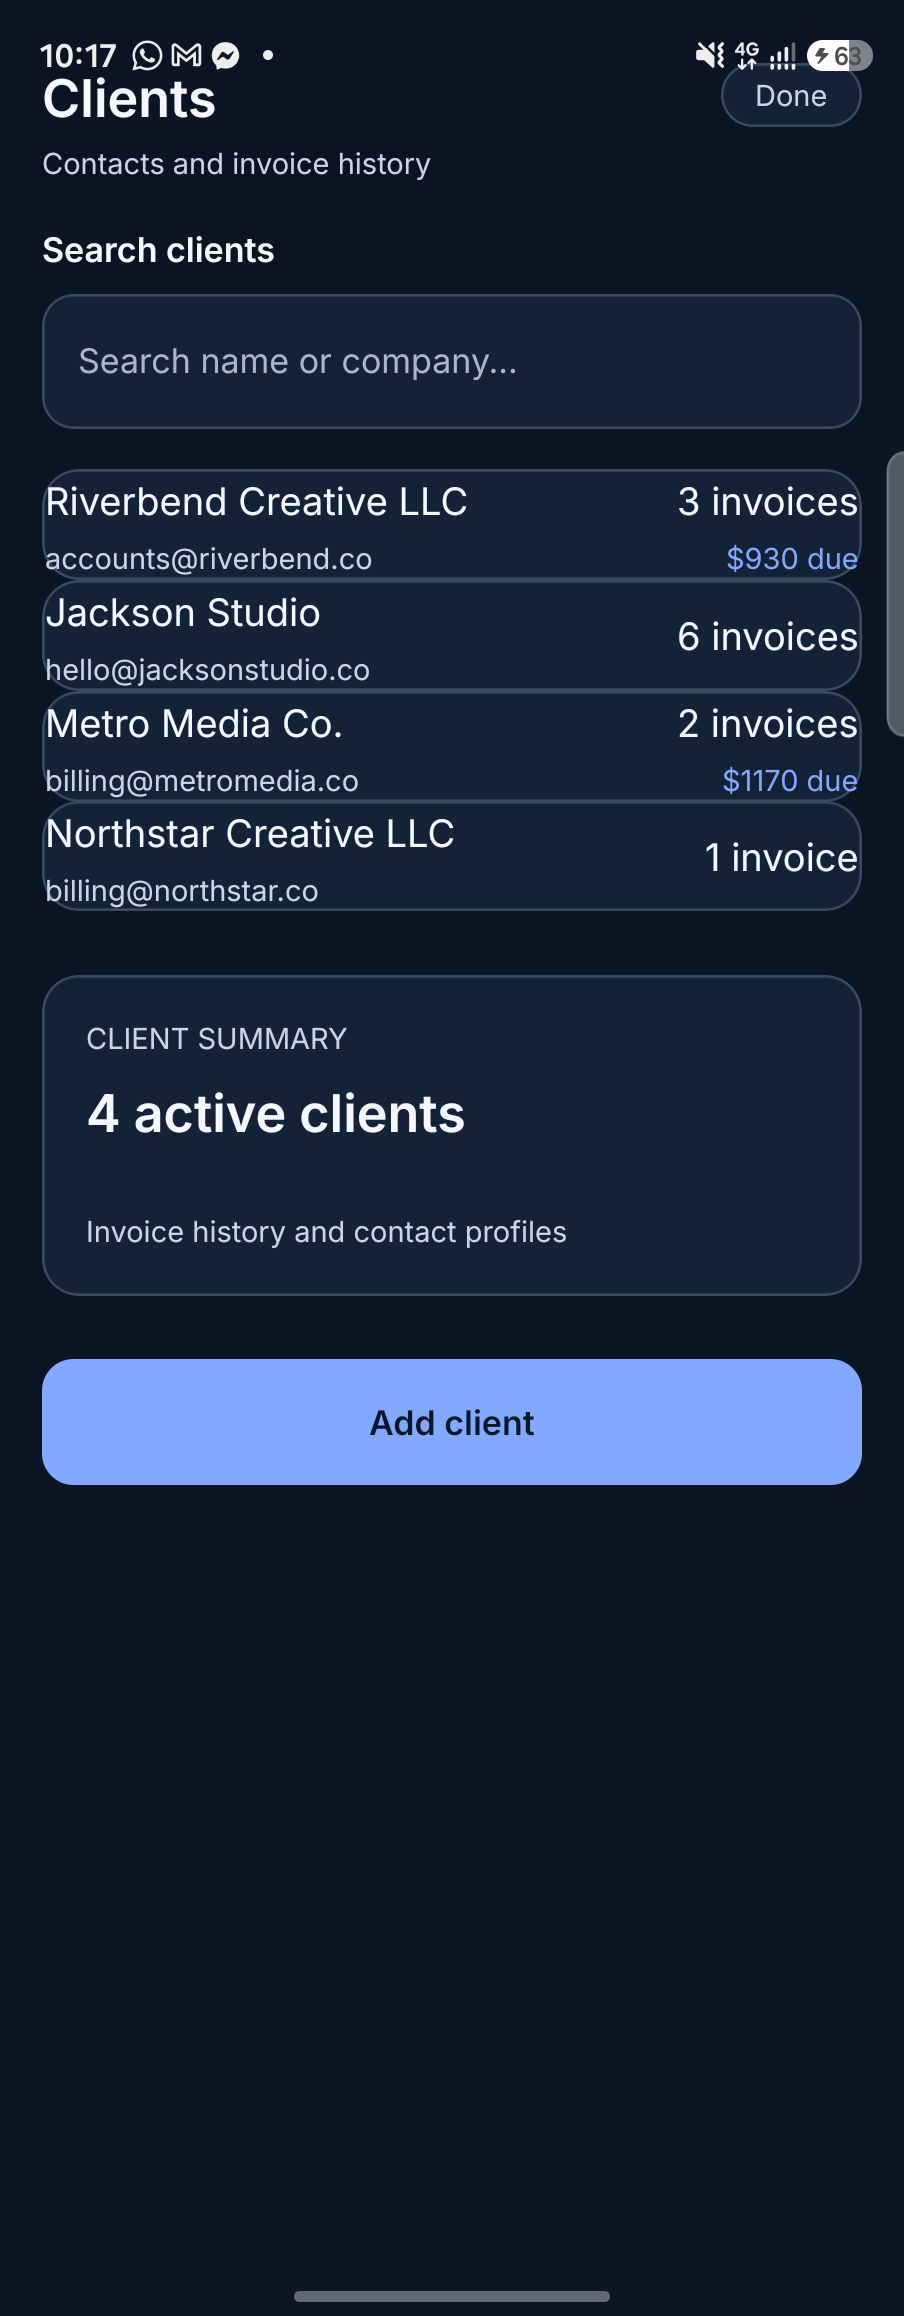 10:17
4G
63
Clients
Done
Contacts and invoice history
Search clients
Search name or company...
Riverbend Creative LLC
3 invoices
accounts@riverbend.co
$930 due
Jackson Studio
6 invoices
hello@jacksonstudio.co
Metro Media Co.
2 invoices
billing@metromedia.co
$1170 due
Northstar Creative LLC
1 invoice
billing@northstar.co
CLIENT SUMMARY
4 active clients
Invoice history and contact profiles
Add client